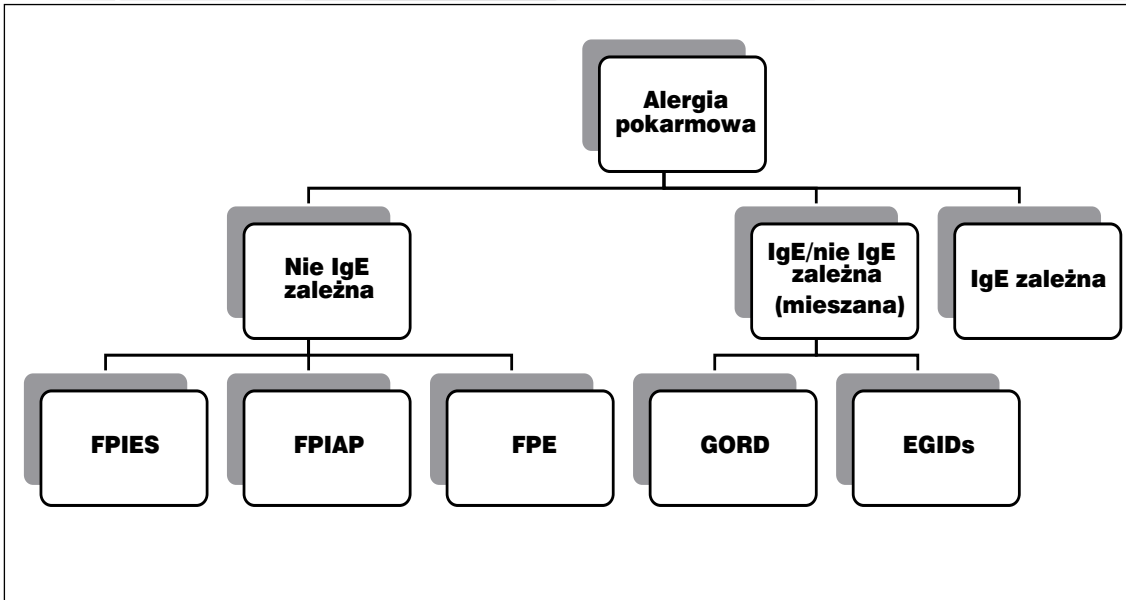 Alergia
pokarmowa
Nie IgE
zależna
IgE/nie IgE
zależna
(mieszana)
IgE zależna
FPIES
FPIAP
FPE
GORD
EGIDs